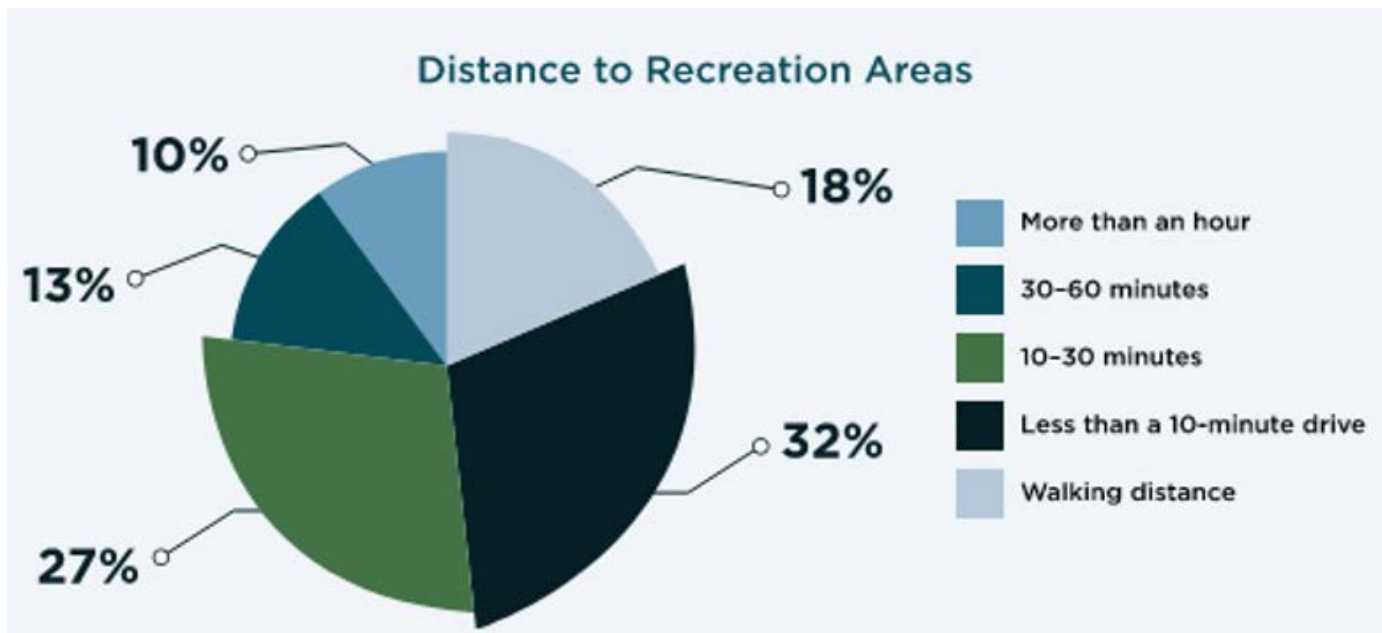 Distance to Recreation Areas
10%
18%
13%
32%
27%
More than an hour
30–60 minutes
10–30 minutes
Less than a 10-minute drive
Walking distance